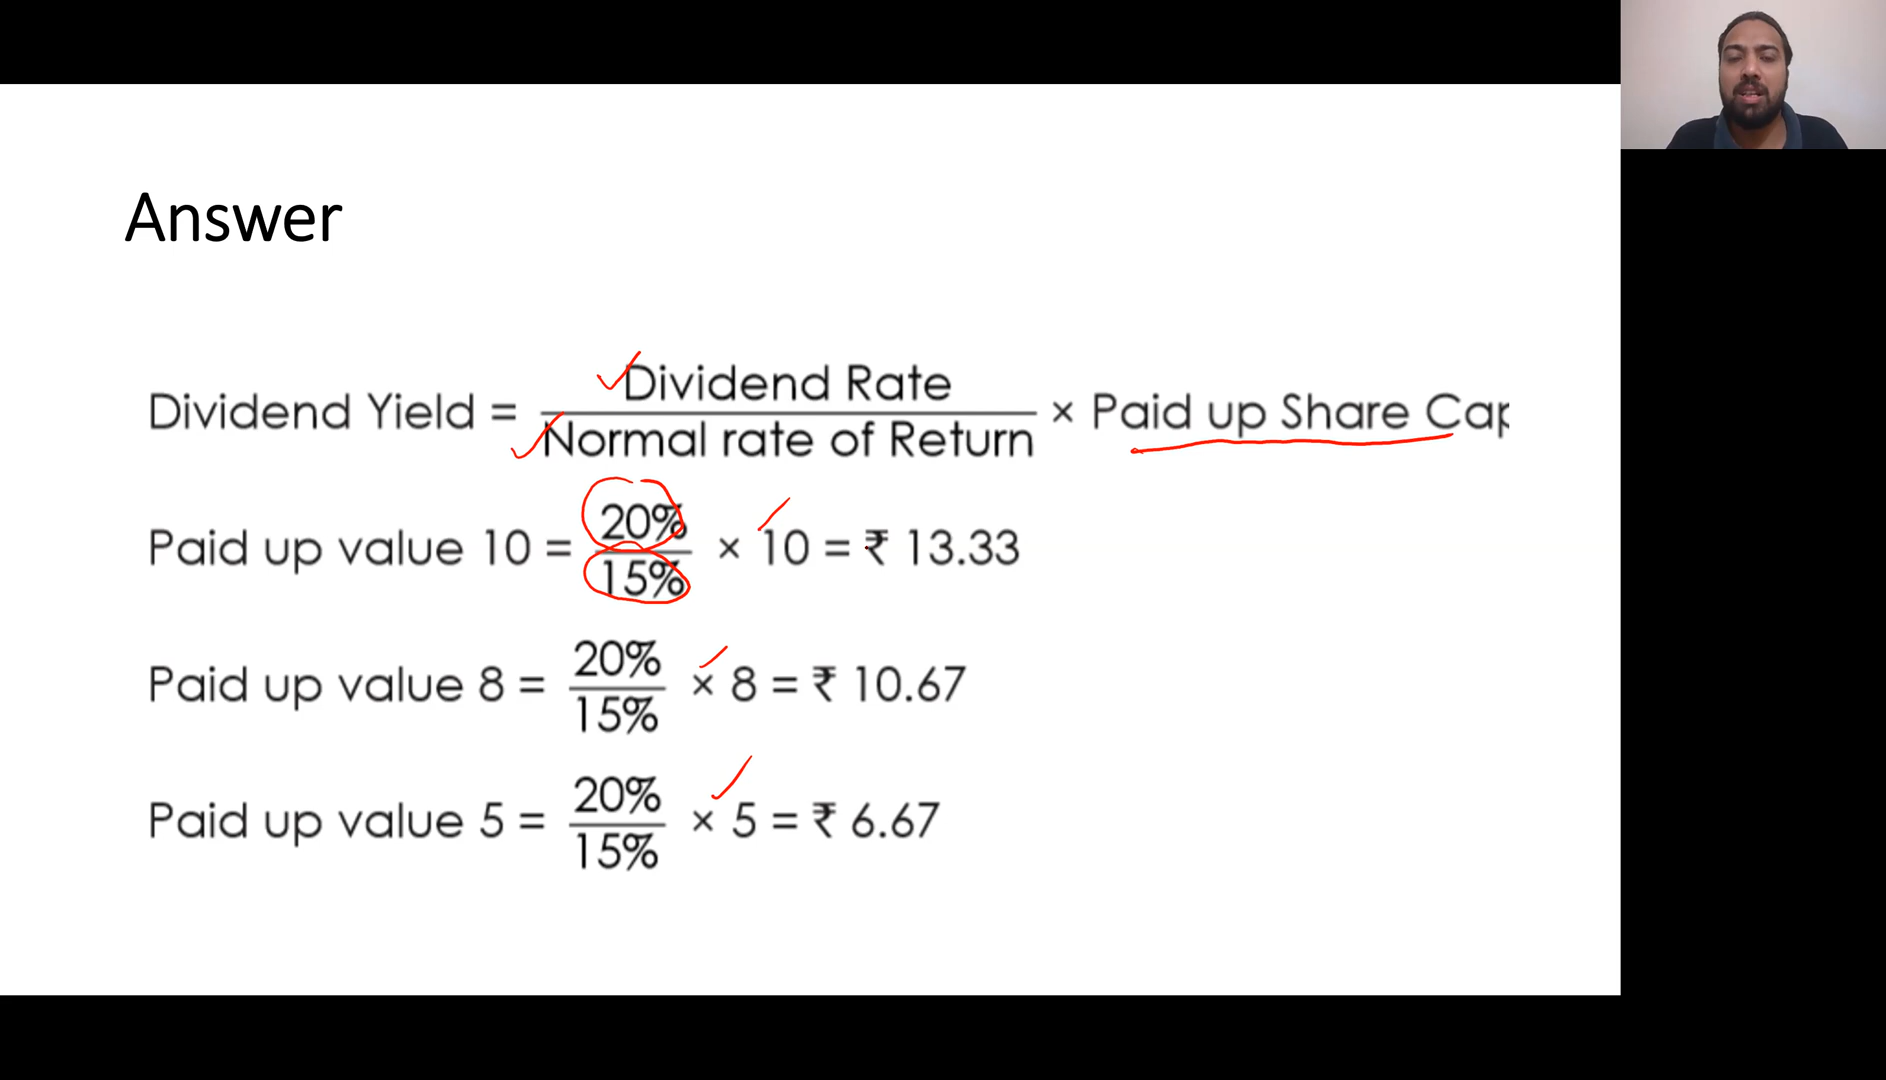 Answer
Dividend Yield = Dividend Rate / Normal rate of Return × Paid up Share Cap
Paid up value 10 = 20% / 15% × 10 = ₹ 13.33
Paid up value 8 = 20% / 15% × 8 = ₹ 10.67
Paid up value 5 = 20% / 15% × 5 = ₹ 6.67